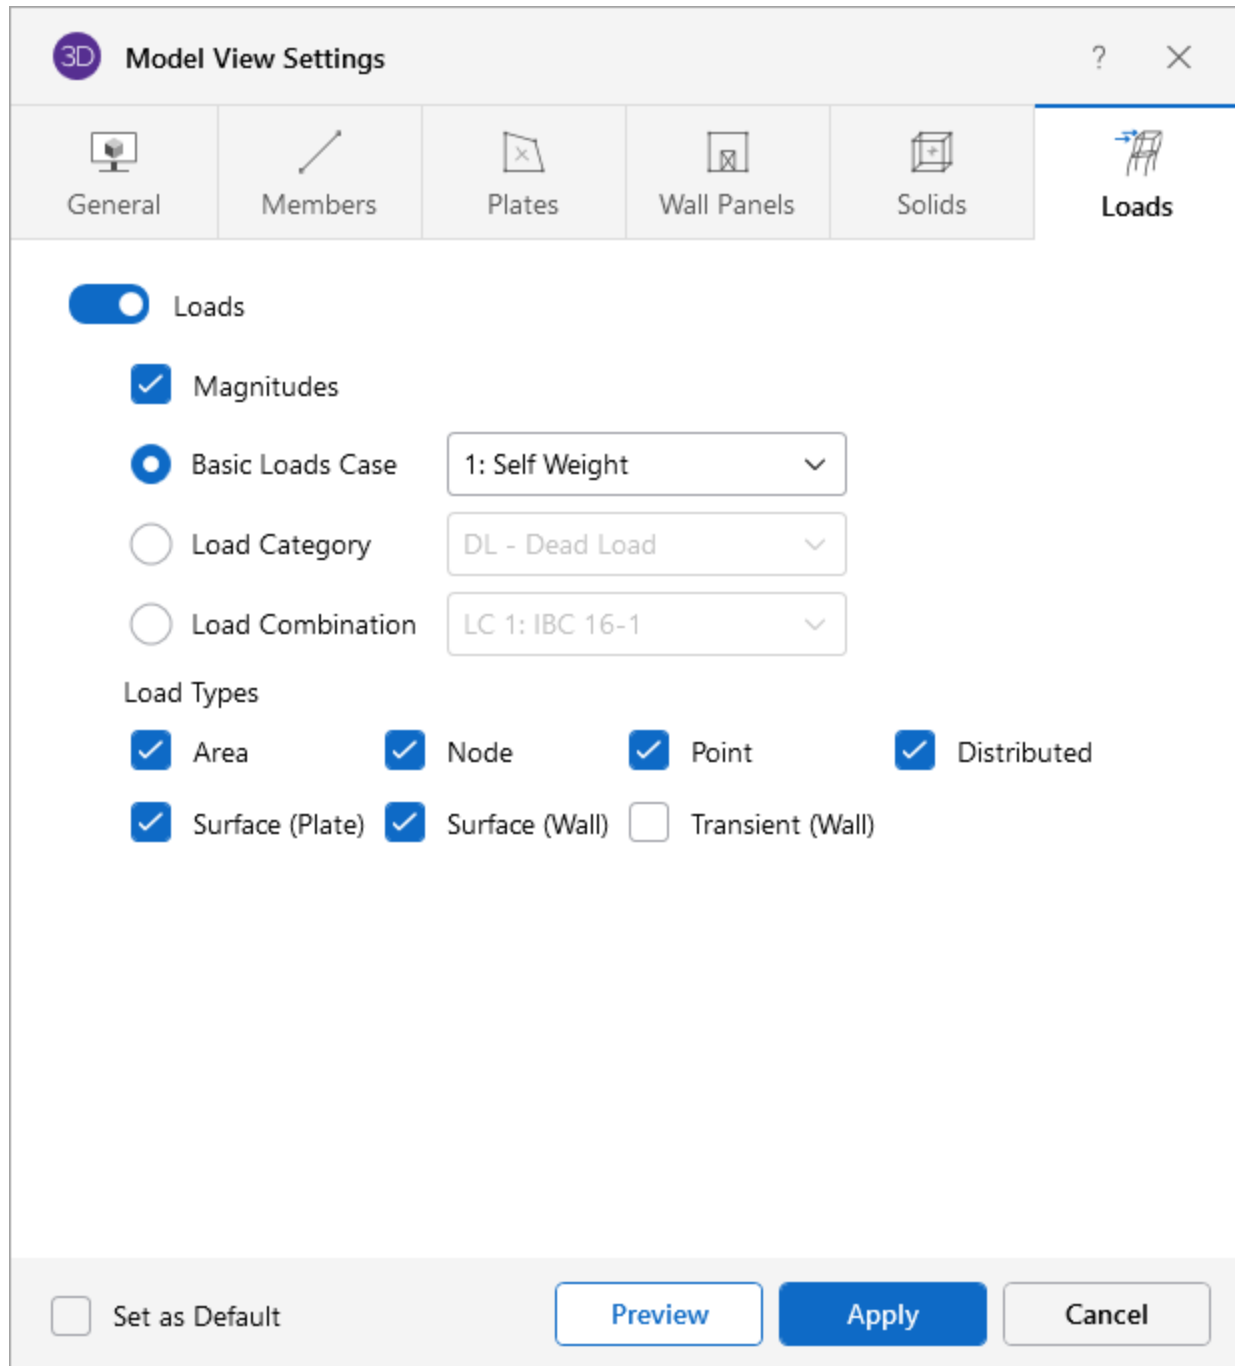 3D Model View Settings ?
General Members Plates Wall Panels Solids Loads
Loads
Magnitudes
Basic Loads Case 1: Self Weight
Load Category DL - Dead Load
Load Combination LC 1: IBC 16-1
Load Types
Area Node Point Distributed
Surface (Plate) Surface (Wall) Transient (Wall)
Set as Default Preview Apply Cancel